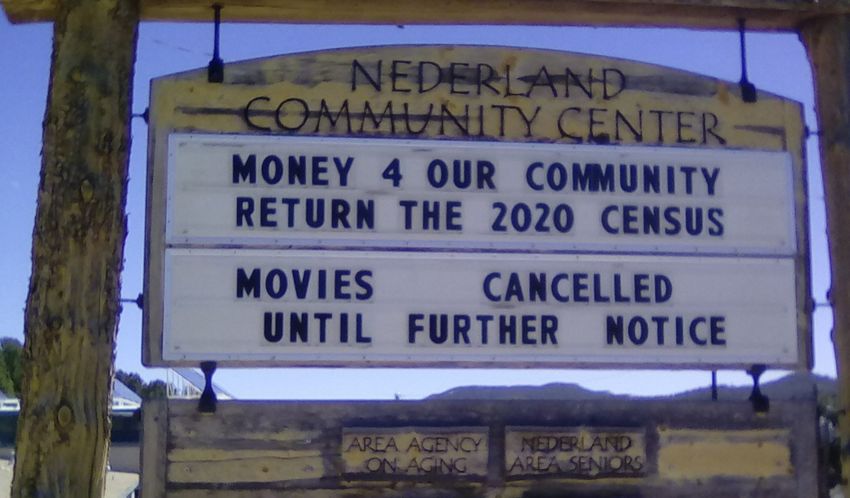 NEDERLAND
COMMUNITY CENTER
MONEY 4 OUR COMMUNITY
RETURN THE 2020 CENSUS
MOVIES CANCELLED
UNTIL FURTHER NOTICE
AREA AGENCY
ON AGING
NEDERLAND
AREA SENIORS